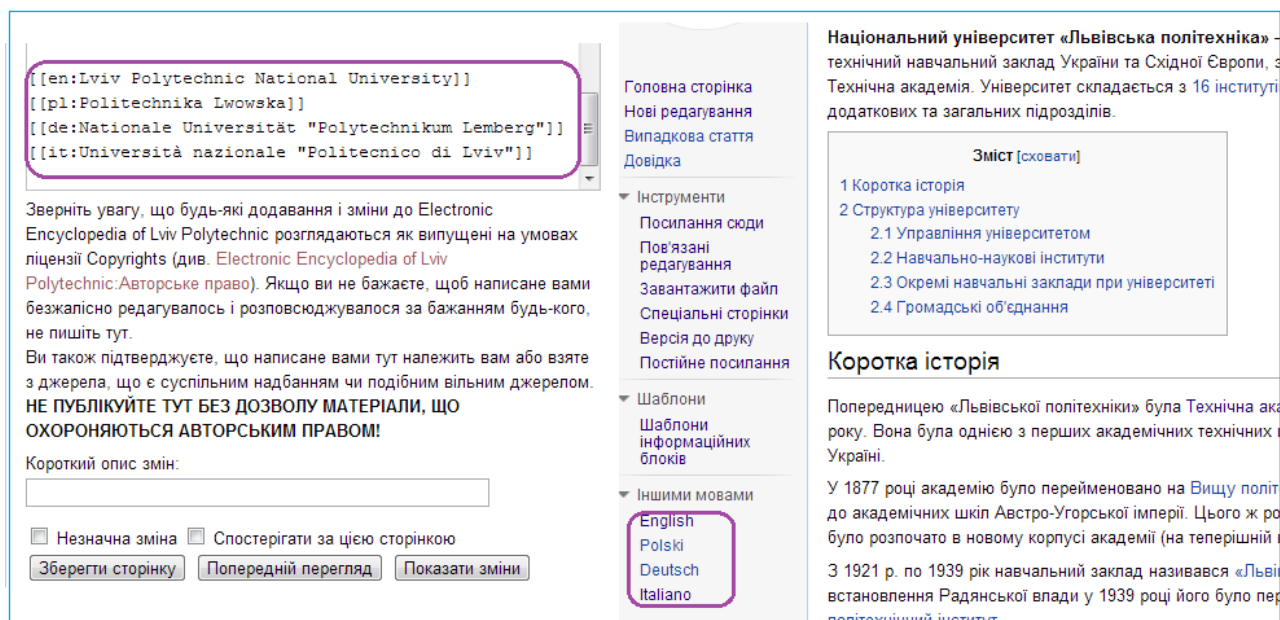 [[en:Lviv Polytechnic National University]]
[[pl:Politechnika Lwowska]]
[[de:Nationale Universität "Polytechnikum Lemberg"]]
[[it:Università nazionale "Politecnico di Lviv"]]
Зверніть увагу, що будь-які додавання і зміни до Electronic
Encyclopedia of Lviv Polytechnic розглядаються як випущені на умовах
ліцензії Copyrights (див. Electronic Encyclopedia of Lviv
Polytechnic:Авторське право). Якщо ви не бажаєте, щоб написане вами
безжалісно редагувалось і розповсюджувалося за бажанням будь-кого,
не пишіть тут.
Ви також підтверджуєте, що написане вами тут належить вам або взяте
з джерела, що є суспільним надбанням чи подібним вільним джерелом.
НЕ ПУБЛІКУЙТЕ ТУТ БЕЗ ДОЗВОЛУ МАТЕРІАЛИ, ЩО
ОХОРОНЯЮТЬСЯ АВТОРСЬКИМ ПРАВОМ!
Короткий опис змін:
Незначна зміна Спостерігати за цією сторінкою
Зберегти сторінку Попередній перегляд Показати зміни
Головна сторінка
Нові редагування
Випадкова стаття
Довідка
Інструменти
Посилання сюди
Пов'язані
редагування
Завантажити файл
Спеціальні сторінки
Версія до друку
Постійне посилання
Шаблони
Шаблони
інформаційних
блоків
Іншими мовами
English
Polski
Deutsch
Italiano
Національний університет «Львівська політехніка» –
технічний навчальний заклад України та Східної Європи, з
Технічна академія. Університет складається з 16 інституті
додаткових та загальних підрозділів.
Зміст [сховати]
1 Коротка історія
2 Структура університету
2.1 Управління університетом
2.2 Навчально-наукові інститути
2.3 Окремі навчальні заклади при університеті
2.4 Громадські об'єднання
Коротка історія
Попередницею «Львівської політехніки» була Технічна ака
року. Вона була однією з перших академічних технічних
Україні.
У 1877 році академію було перейменовано на Вищу політ
до академічних шкіл Австро-Угорської імперії. Цього ж ро
було розпочато в новому корпусі академії (на теперішній
З 1921 р. по 1939 рік навчальний заклад називався «Льві
встановлення Радянської влади у 1939 році його було пер
політехнічний інститут